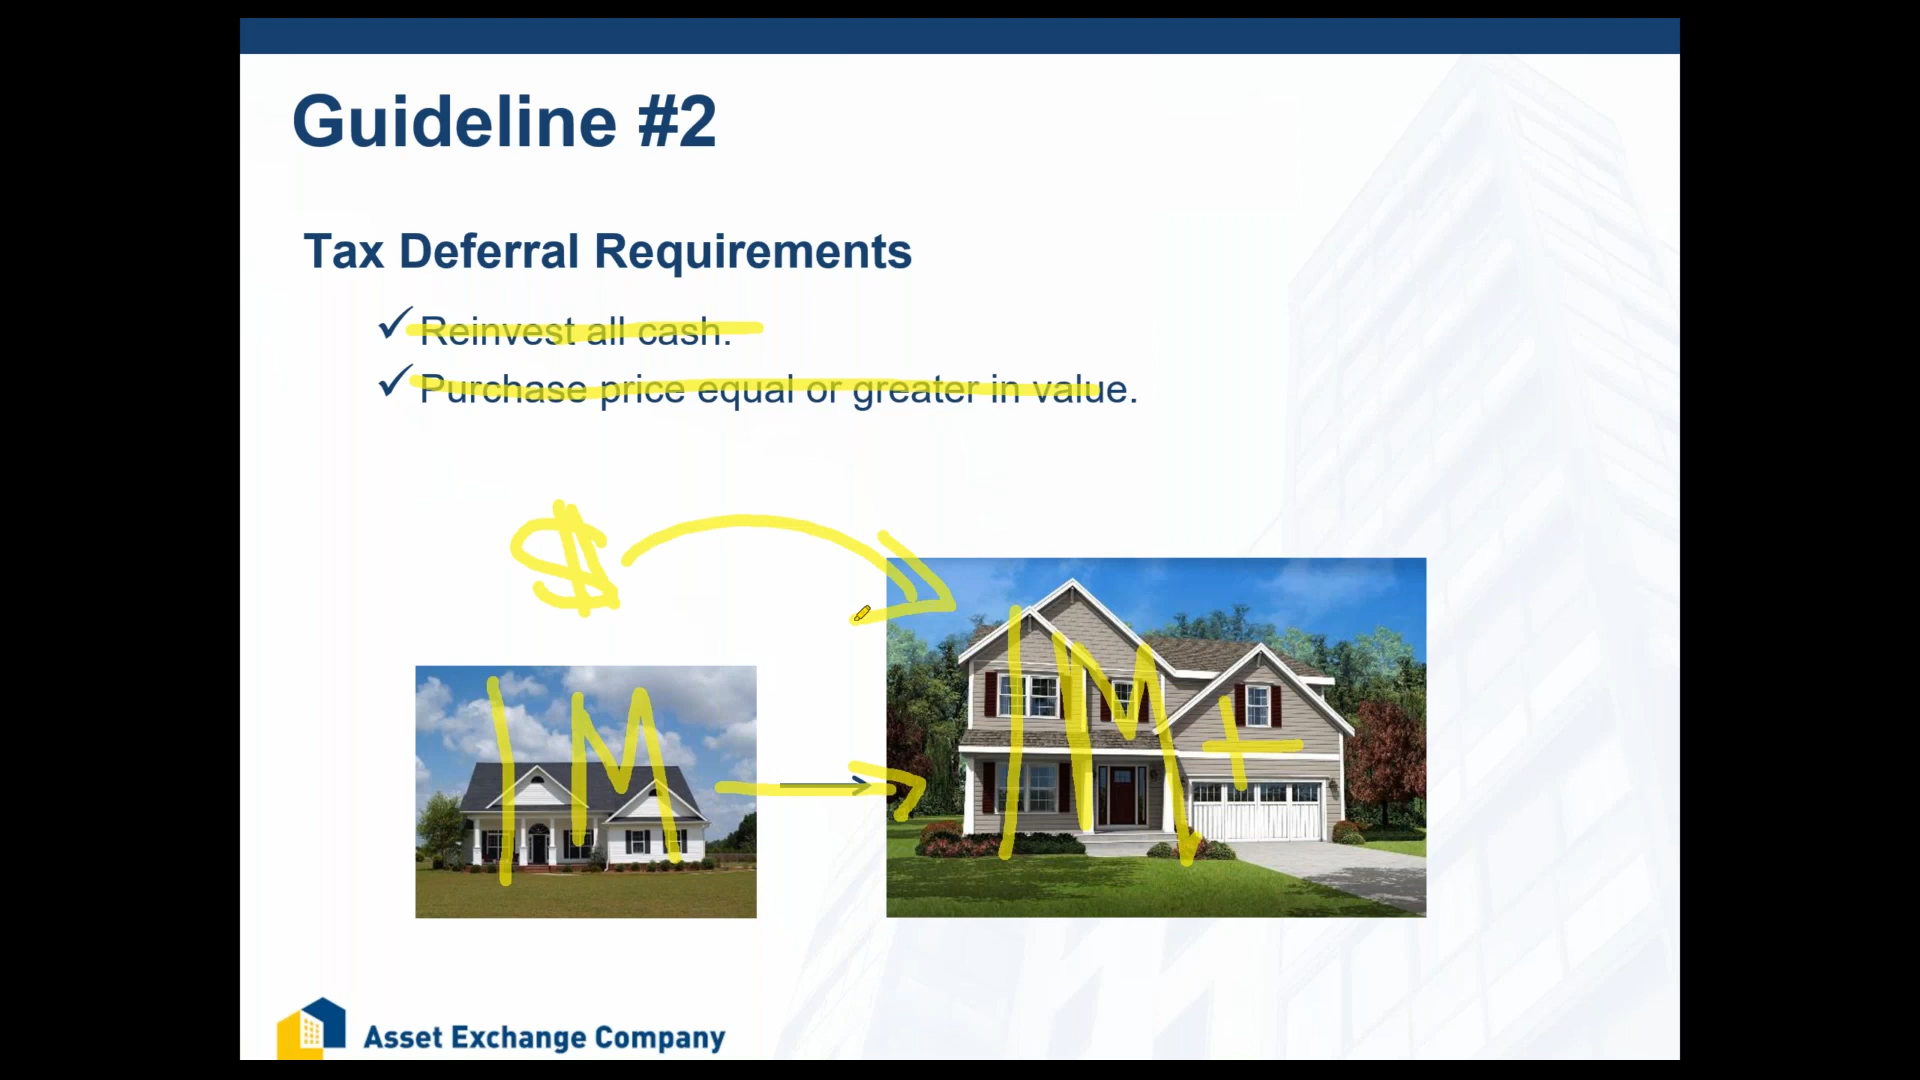 Guideline #2
Tax Deferral Requirements
✓ Reinvest all cash.
✓ Purchase price equal or greater in value.
$
1M
1M+
Asset Exchange Company